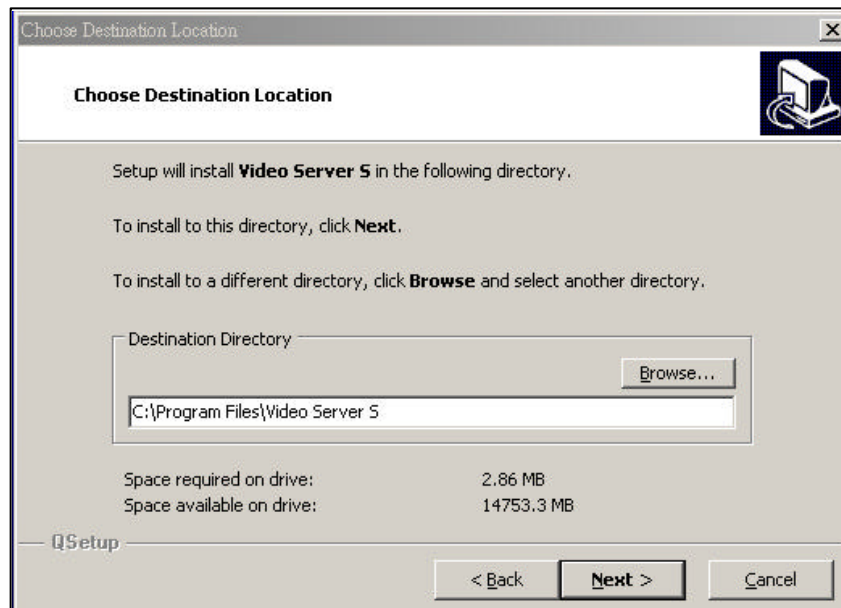 Choose Destination Location
Choose Destination Location
Setup will install Video Server S in the following directory.
To install to this directory, click Next.
To install to a different directory, click Browse and select another directory.
Destination Directory
Browse...
C:\Program Files\Video Server S
Space required on drive: 2.86 MB
Space available on drive: 14753.3 MB
QSetup
< Back Next > Cancel